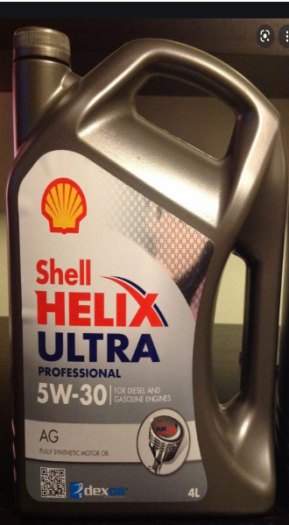 Shell
HELIX
ULTRA
PROFESSIONAL
5W-30
FOR DIESEL AND
GASOLINE ENGINES
AG
FULLY SYNTHETIC MOTOR OIL
dexos
4L